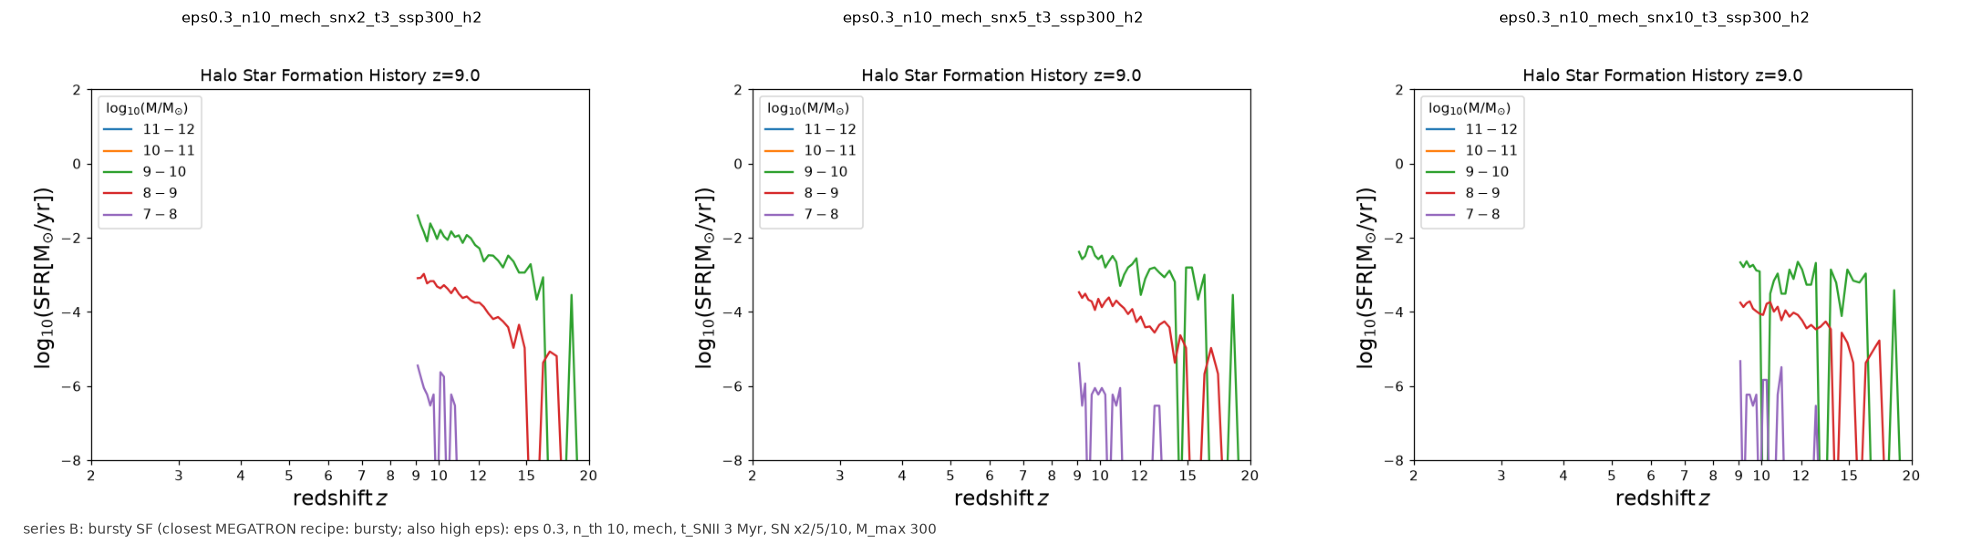 eps0.3_n10_mech_snx2_t3_ssp300_h2
Halo Star Formation History z=9.0
log₁₀(M/M⊙)
11 − 12
10 − 11
9 − 10
8 − 9
7 − 8
log₁₀(SFR[M⊙/yr])
2
0
−2
−4
−6
−8
2 3 4 5 6 7 8 9 10 12 15 20
redshift z
eps0.3_n10_mech_snx5_t3_ssp300_h2
Halo Star Formation History z=9.0
log₁₀(M/M⊙)
11 − 12
10 − 11
9 − 10
8 − 9
7 − 8
log₁₀(SFR[M⊙/yr])
2
0
−2
−4
−6
−8
2 3 4 5 6 7 8 9 10 12 15 20
redshift z
eps0.3_n10_mech_snx10_t3_ssp300_h2
Halo Star Formation History z=9.0
log₁₀(M/M⊙)
11 − 12
10 − 11
9 − 10
8 − 9
7 − 8
log₁₀(SFR[M⊙/yr])
2
0
−2
−4
−6
−8
2 3 4 5 6 7 8 9 10 12 15 20
redshift z
series B: bursty SF (closest MEGATRON recipe: bursty; also high eps): eps 0.3, n_th 10, mech, t_SNII 3 Myr, SN x2/5/10, M_max 300